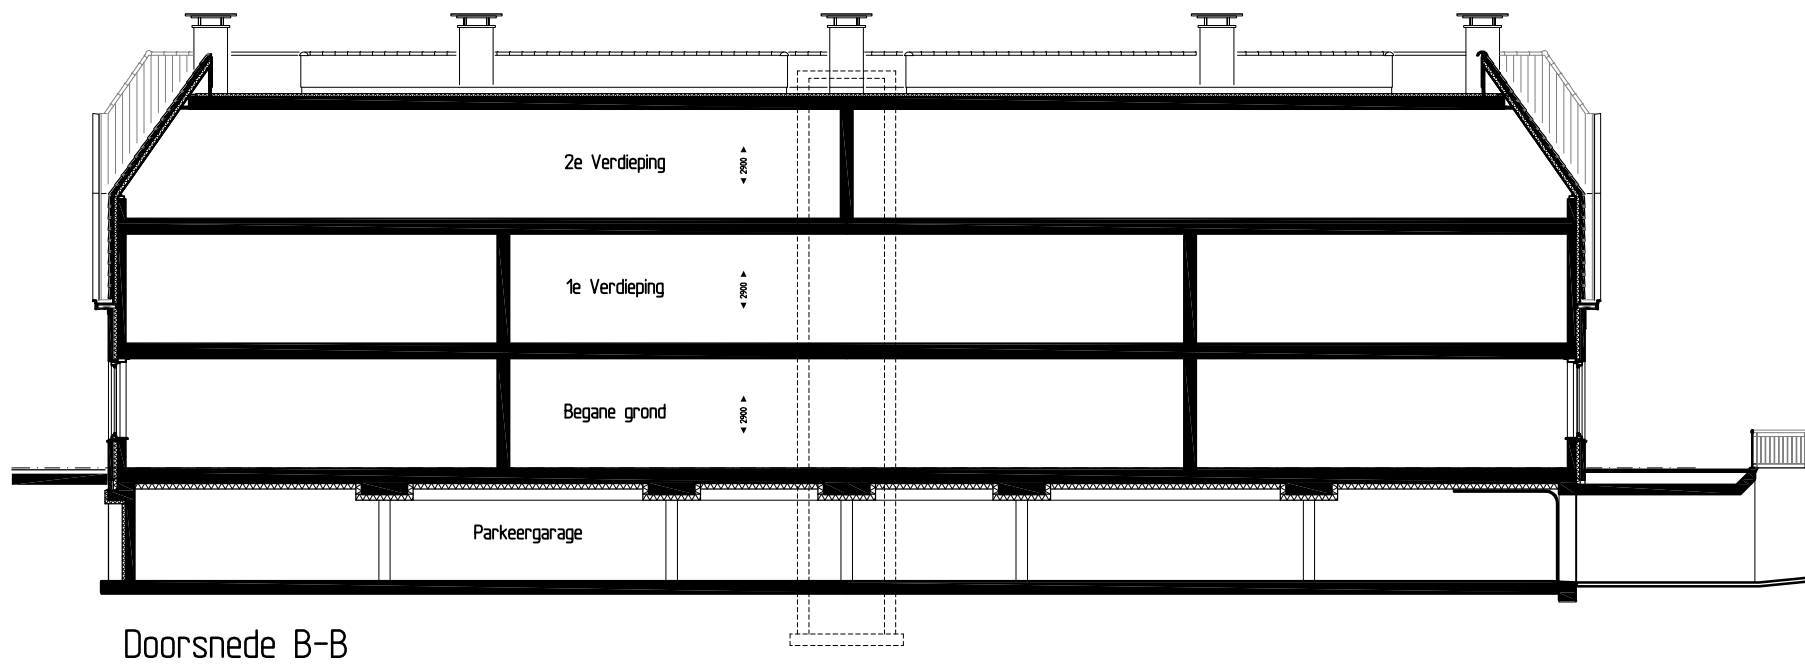 2e Verdieping
2900
1e Verdieping
2900
Begane grond
2900
Parkeergarage
Doorsnede B-B